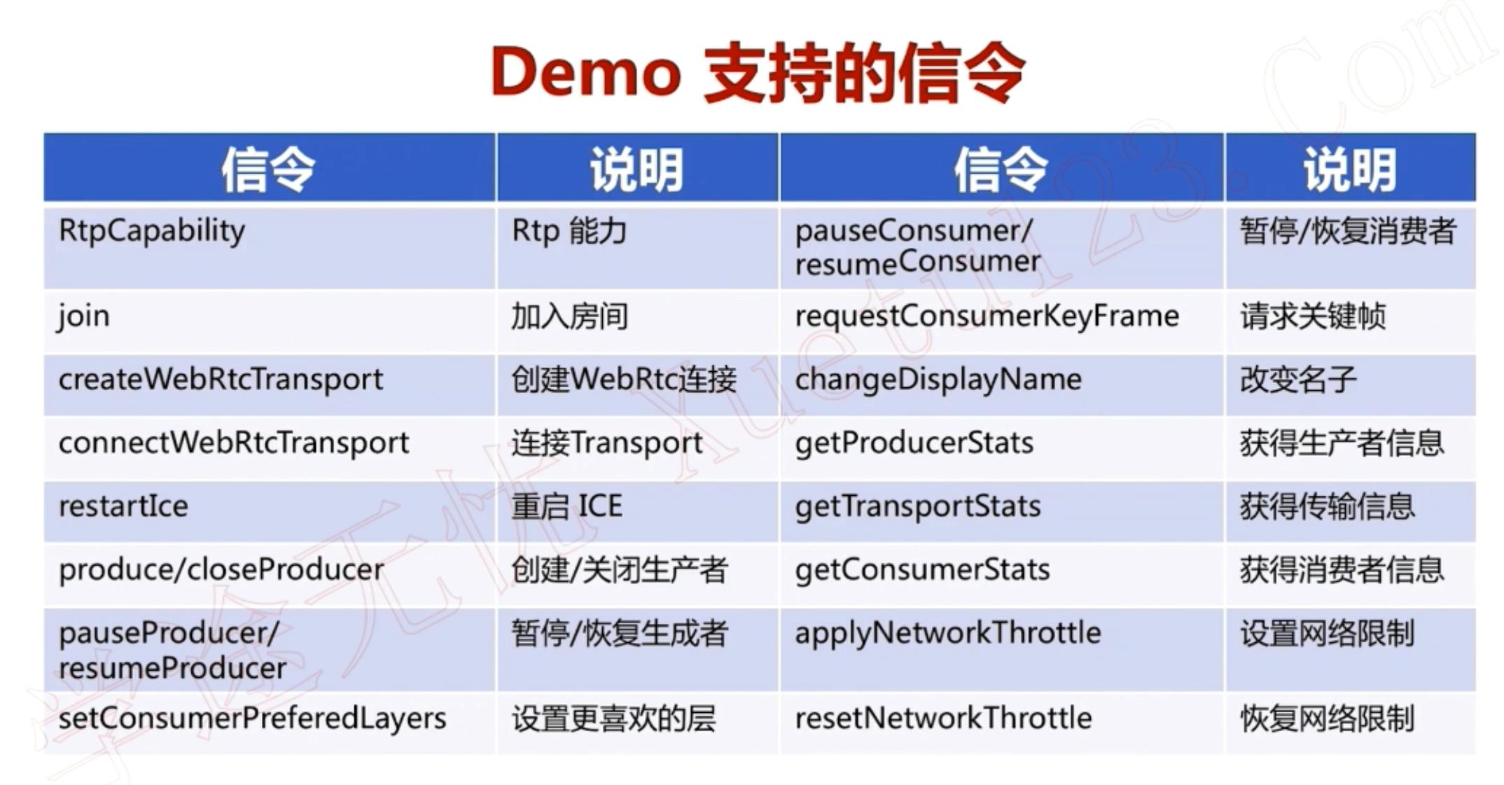 Demo 支持的信令
信令 说明 信令 说明
RtpCapability Rtp 能力 pauseConsumer/ 暂停/恢复消费者
resumeConsumer
join 加入房间 requestConsumerKeyFrame 请求关键帧
createWebRtcTransport 创建WebRtc连接 changeDisplayName 改变名子
connectWebRtcTransport 连接Transport getProducerStats 获得生产者信息
restartIce 重启 ICE getTransportStats 获得传输信息
produce/closeProducer 创建/关闭生产者 getConsumerStats 获得消费者信息
pauseProducer/ 暂停/恢复生成者 applyNetworkThrottle 设置网络限制
resumeProducer
setConsumerPreferedLayers 设置更喜欢的层 resetNetworkThrottle 恢复网络限制
学途无忧 Xuetu123.Com